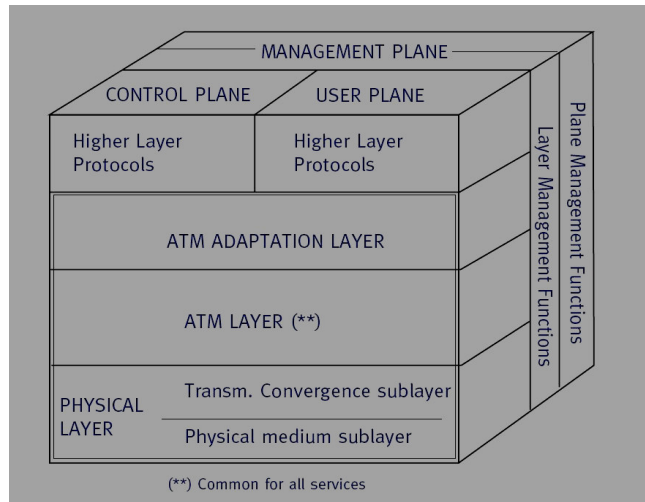 MANAGEMENT PLANE
CONTROL PLANE
USER PLANE
Higher Layer
Protocols
Higher Layer
Protocols
ATM ADAPTATION LAYER
ATM LAYER (**)
PHYSICAL
LAYER
Transm. Convergence sublayer
Physical medium sublayer
Layer Management Functions
Plane Management Functions
(**) Common for all services